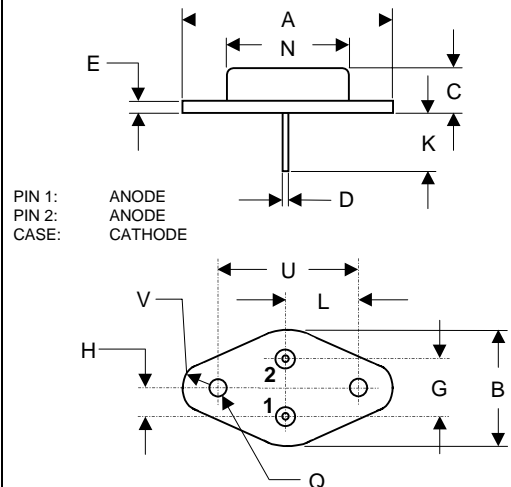 A
N
E
C
K
D
PIN 1: ANODE
PIN 2: ANODE
CASE: CATHODE
U
L
V
H
2
G
B
1
Q